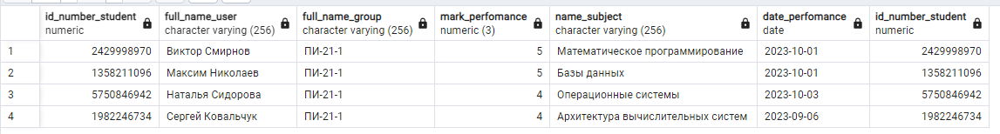 id_number_student full_name_user full_name_group mark_perfomance name_subject date_perfomance id_number_student
numeric character varying (256) character varying (256) numeric (3) character varying (256) date numeric
1 2429998970 Виктор Смирнов ПИ-21-1 5 Математическое программирование 2023-10-01 2429998970
2 1358211096 Максим Николаев ПИ-21-1 5 Базы данных 2023-10-01 1358211096
3 5750846942 Наталья Сидорова ПИ-21-1 4 Операционные системы 2023-10-03 5750846942
4 1982246734 Сергей Ковальчук ПИ-21-1 4 Архитектура вычислительных систем 2023-09-06 1982246734